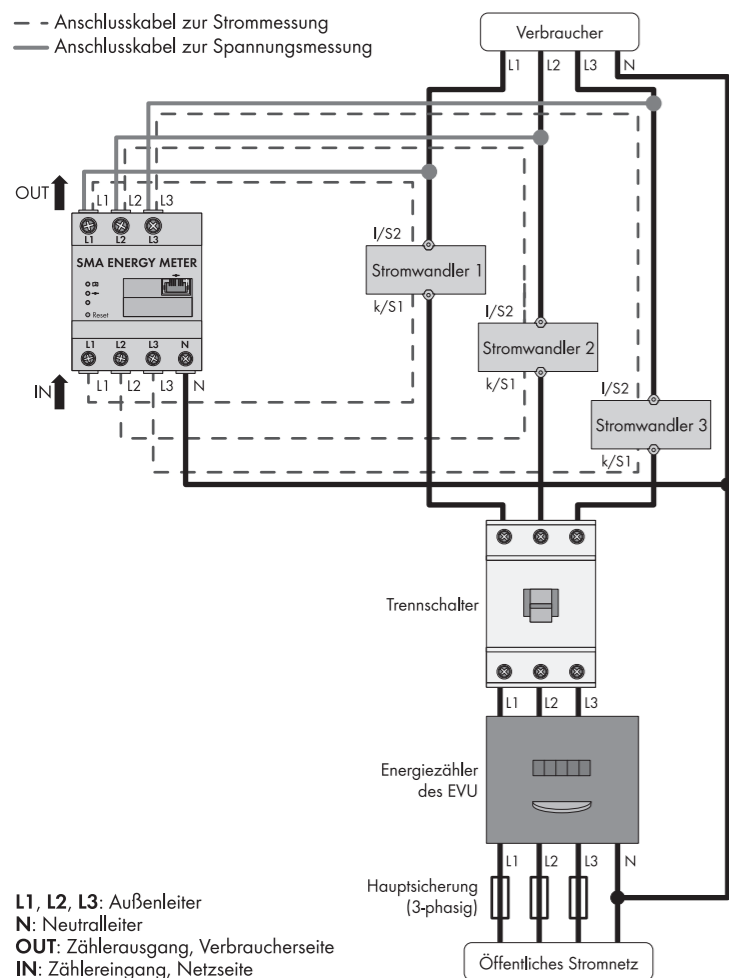 Anschlusskabel zur Strommessung
Anschlusskabel zur Spannungsmessung
Verbraucher
L1 L2 L3 N
OUT L1 L2 L3
L1 L2 L3
SMA ENERGY METER
Reset
L1 L2 L3 N
IN L1 L2 L3 N
l/S2
Stromwandler 1
k/S1
l/S2
Stromwandler 2
k/S1
l/S2
Stromwandler 3
k/S1
Trennschalter
L1 L2 L3
Energiezähler
des EVU
L1 L2 L3 N
Hauptsicherung
(3-phasig)
Öffentliches Stromnetz
L1, L2, L3: Außenleiter
N: Neutralleiter
OUT: Zählerausgang, Verbraucherseite
IN: Zählereingang, Netzseite